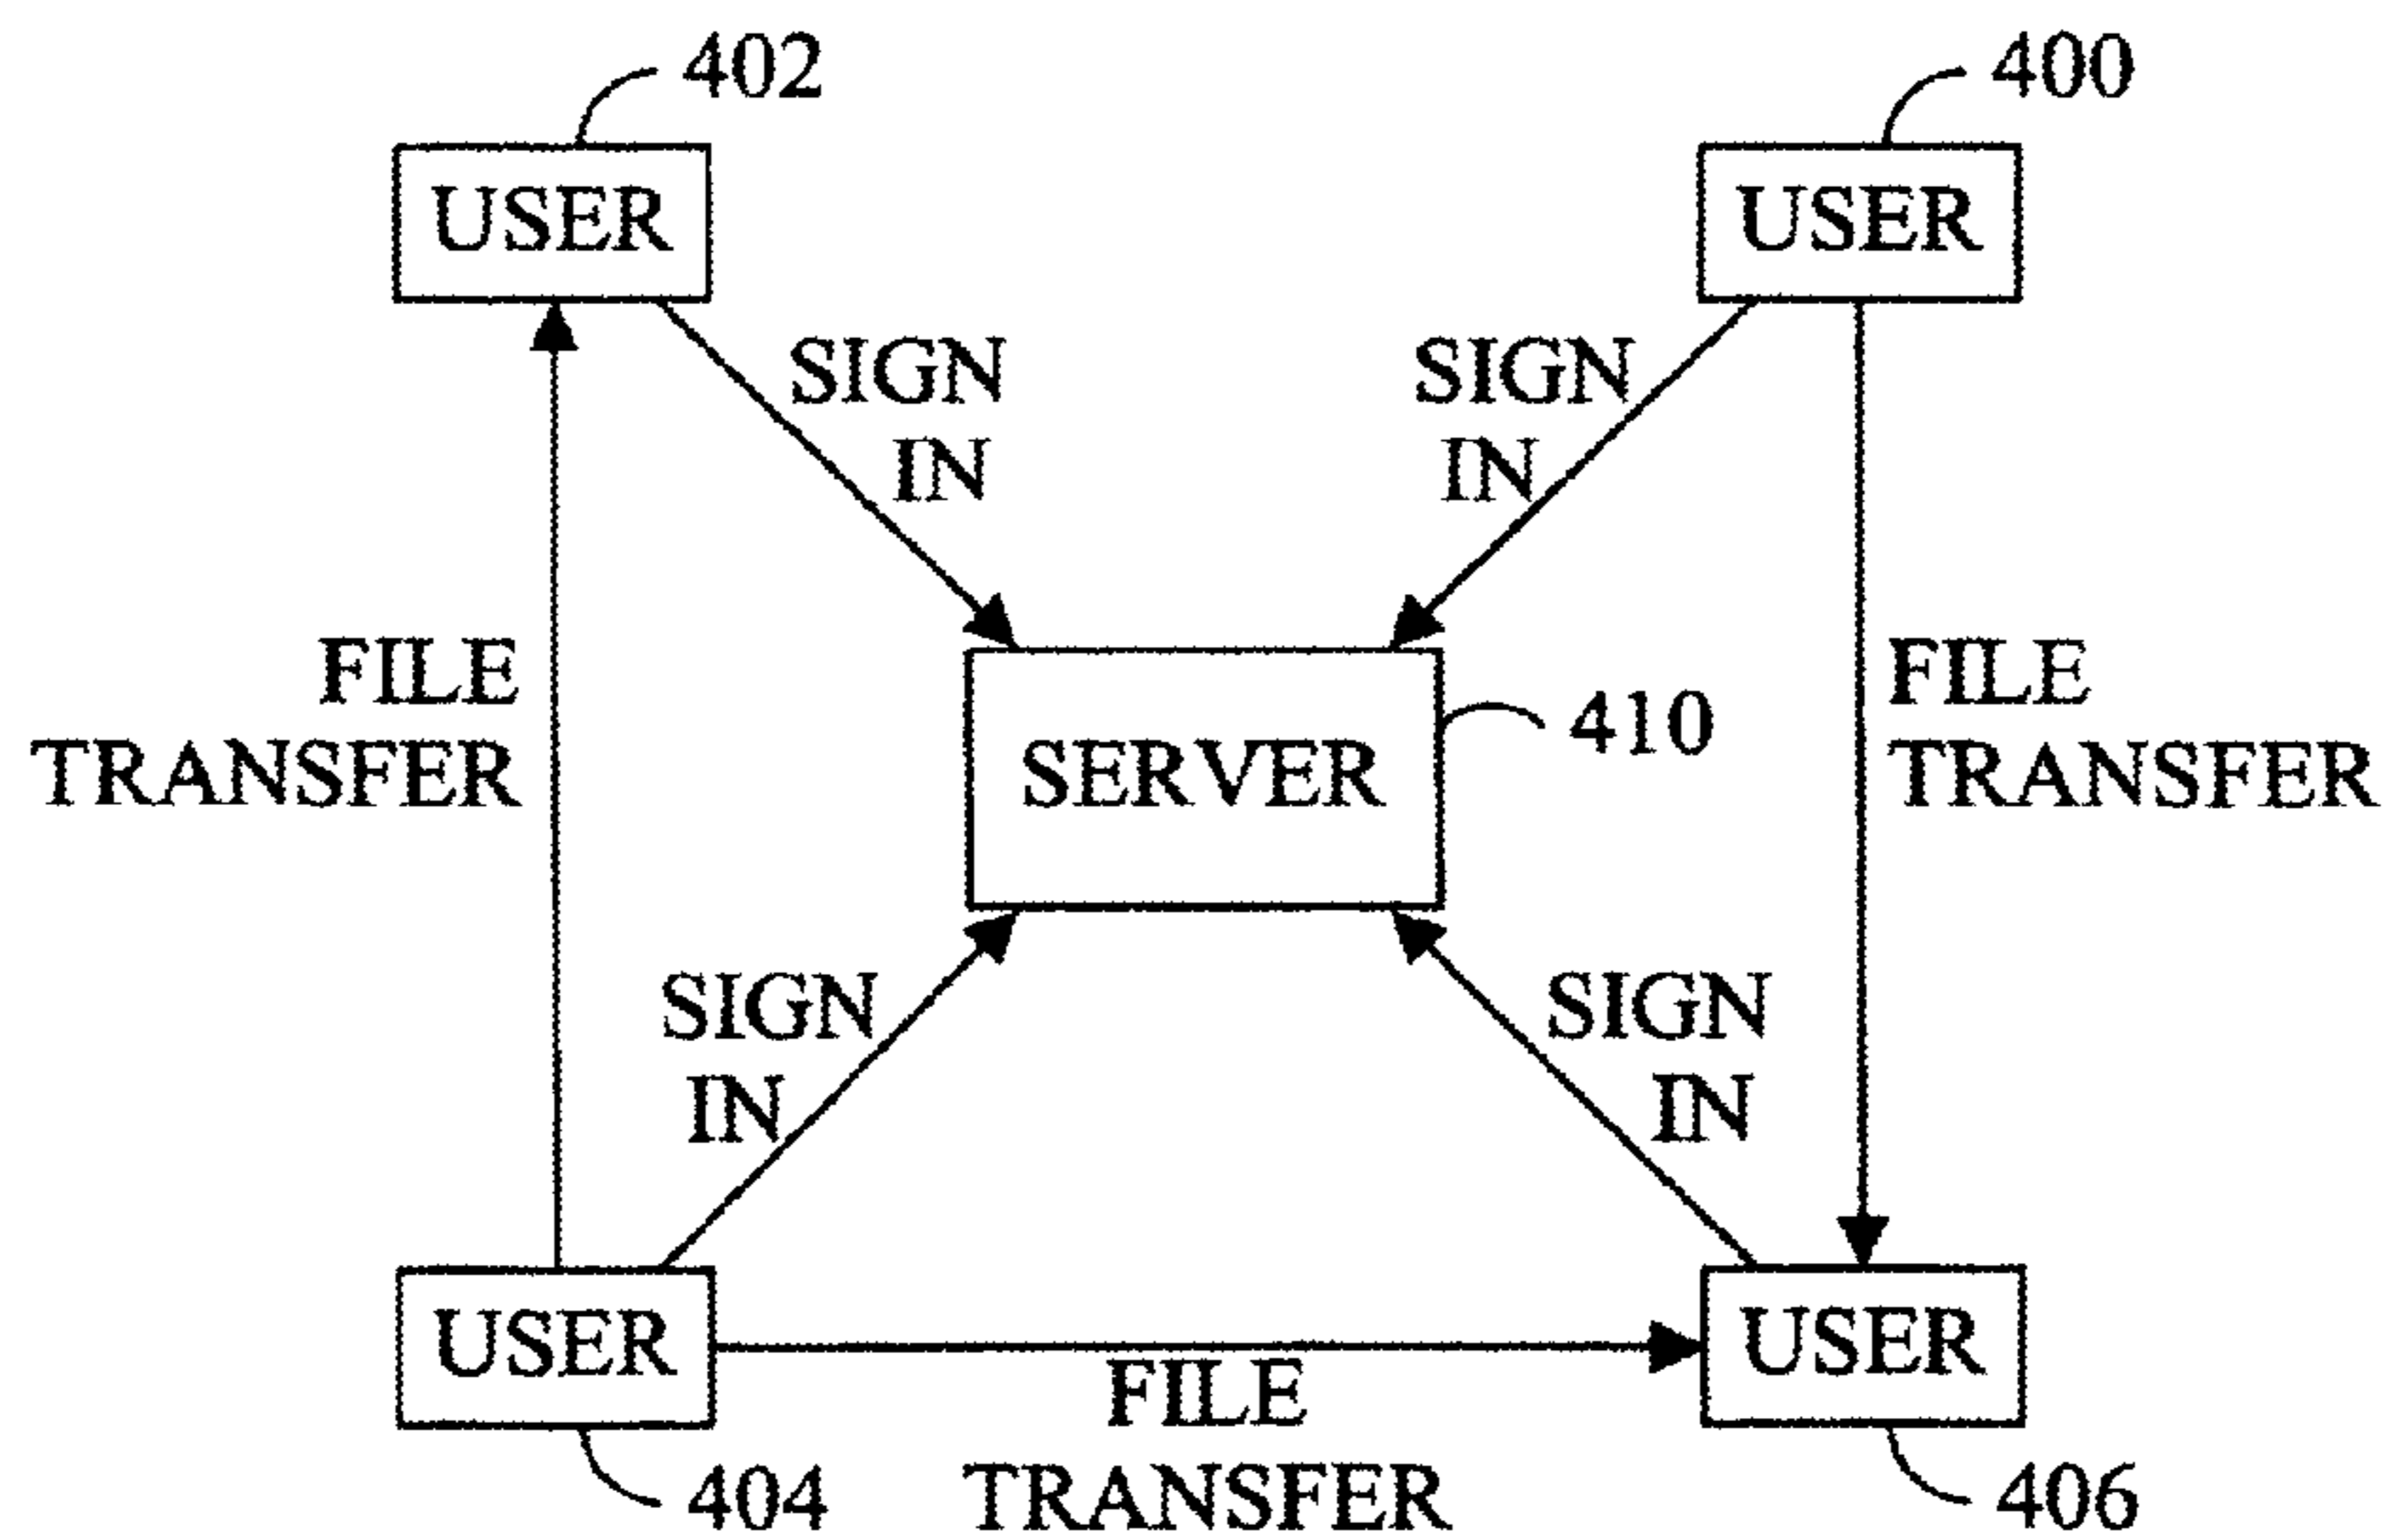 402
400
USER
USER
SIGN
IN
SIGN
IN
FILE
TRANSFER
SERVER
410
FILE
TRANSFER
SIGN
IN
SIGN
IN
USER
USER
FILE
TRANSFER
404
406